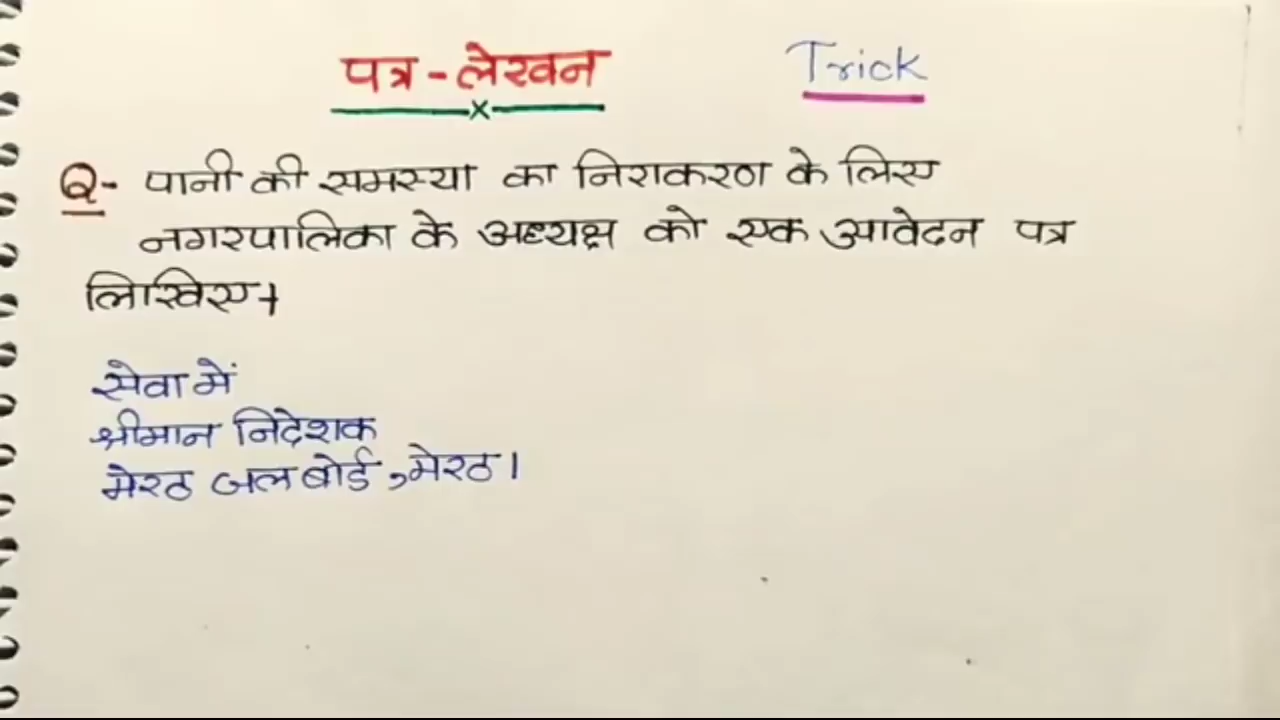 पत्र-लेखन
Trick
Q- पानी की समस्या का निराकरण के लिए
नगरपालिका के अध्यक्ष को एक आवेदन पत्र
लिखिए।
सेवा में
श्रीमान निदेशक
मेरठ जल बोर्ड, मेरठ।